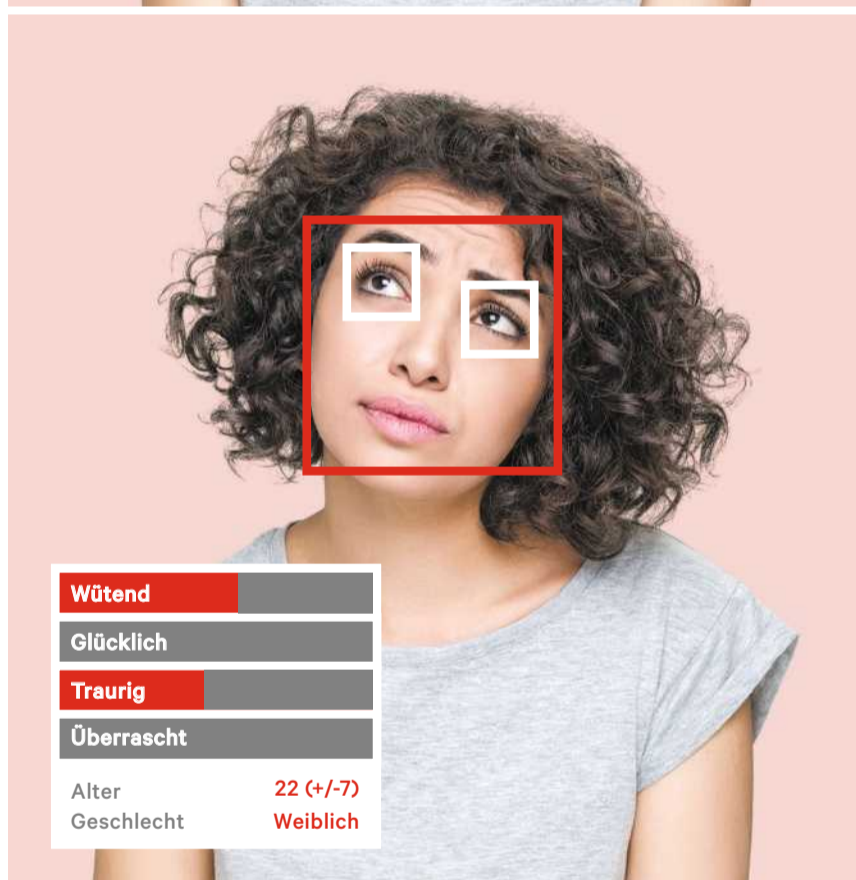 Wütend
Glücklich
Traurig
Überrascht
Alter 22 (+/-7)
Geschlecht Weiblich